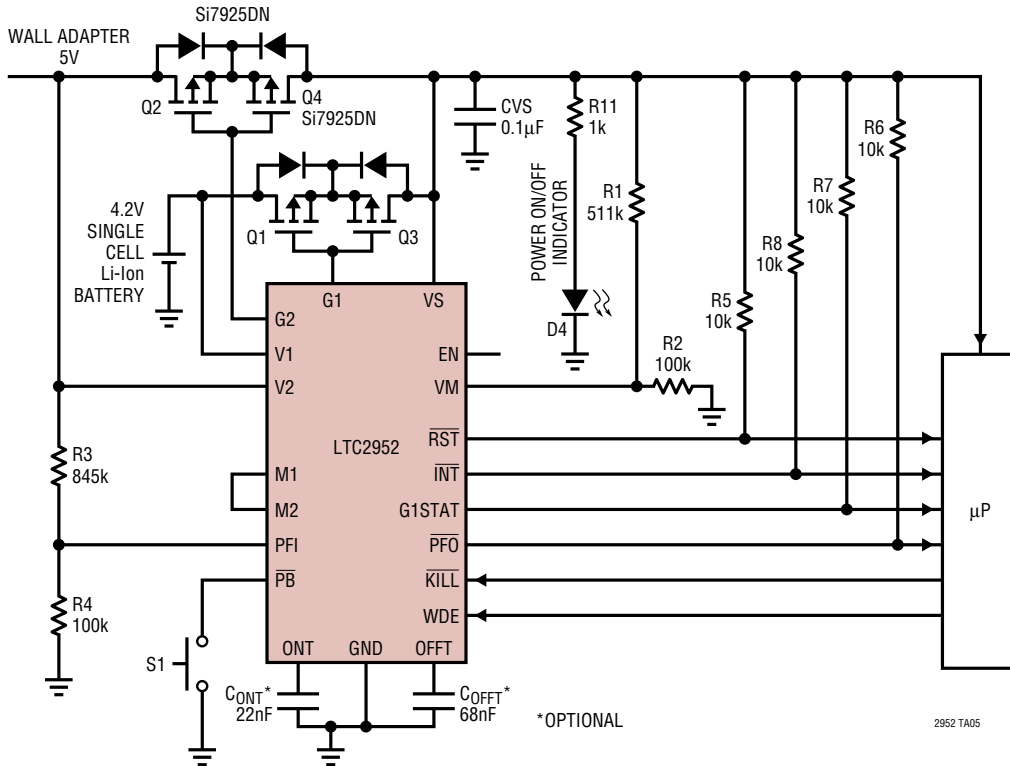 Si7925DN
WALL ADAPTER
5V
Q2
Q4
Si7925DN
CVS
0.1µF
R11
1k
R6
10k
R7
10k
R1
511k
R8
10k
R5
10k
POWER ON/OFF
INDICATOR
4.2V
SINGLE
CELL
Li-Ion
BATTERY
Q1
Q3
D4
R2
100k
G1
VS
G2
V1
V2
EN
VM
LTC2952
RST
INT
G1STAT
PFO
KILL
WDE
M1
M2
PFI
PB
ONT
GND
OFFT
µP
R3
845k
R4
100k
S1
CONT*
22nF
COFFT*
68nF
*OPTIONAL
2952 TA05